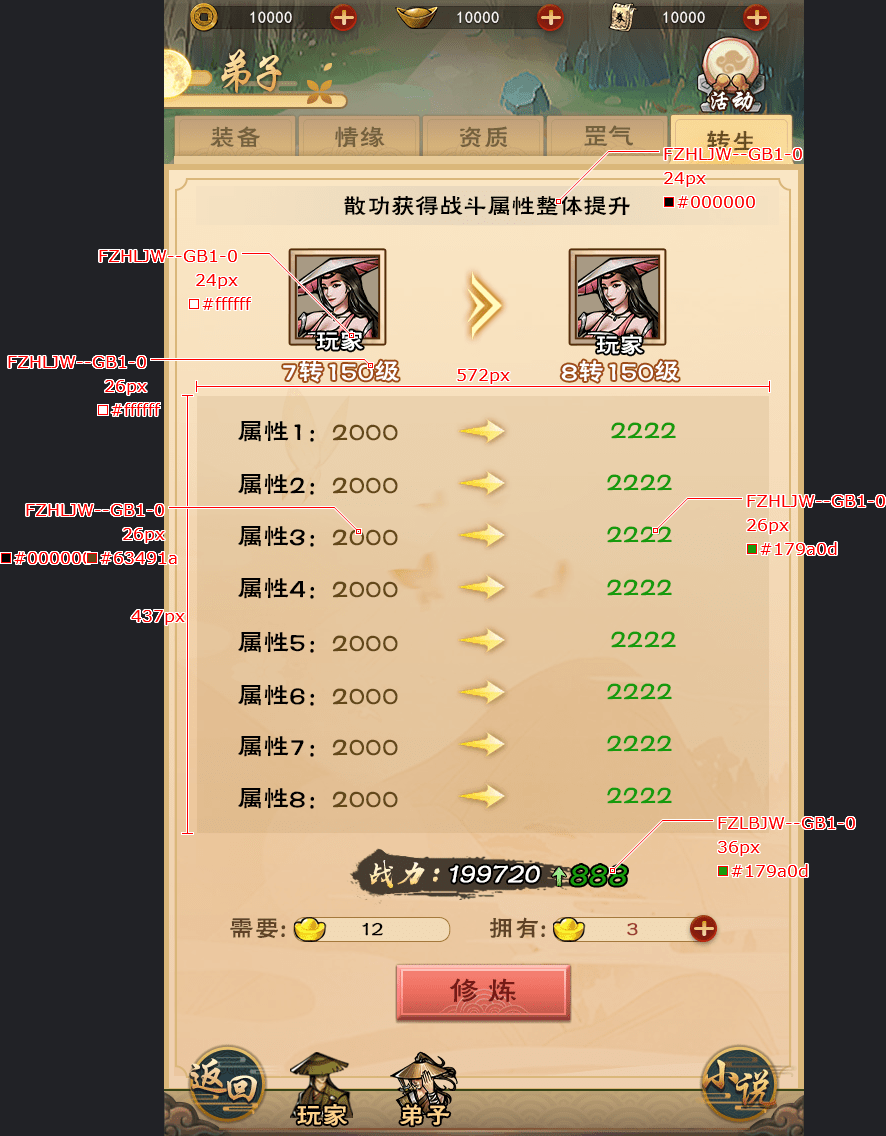 10000 10000 10000
弟子
活动
装备 情缘 资质 罡气 转生
FZHLJW--GB1-0
24px
#000000
散功获得战斗属性整体提升
FZHLJW--GB1-0
24px
#ffffff
玩家 玩家
FZHLJW--GB1-0
26px
#ffffff
7转150级 8转150级
572px
属性1: 2000 2222
属性2: 2000 2222
FZHLJW--GB1-0
26px
#000000 #63491a
FZHLJW--GB1-0
26px
#179a0d
属性3: 2000 2222
属性4: 2000 2222
437px
属性5: 2000 2222
属性6: 2000 2222
属性7: 2000 2222
属性8: 2000 2222
FZLBJW--GB1-0
36px
#179a0d
战力:199720 888
需要: 12 拥有: 3
修炼
返回 玩家 弟子 小说